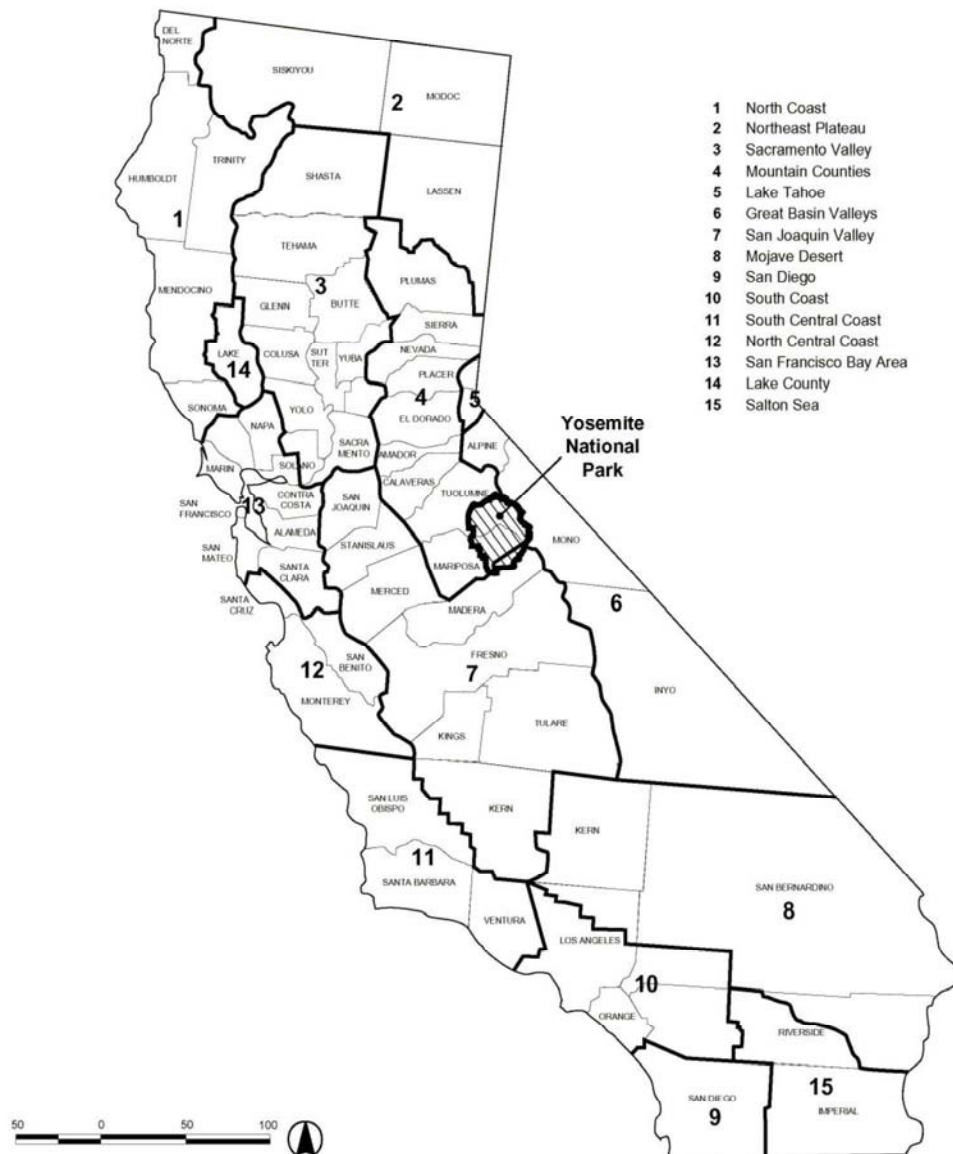 DEL
NORTE
SISKIYOU
2
MODOC
TRINITY
HUMBOLDT
SHASTA
LASSEN
1
TEHAMA
PLUMAS
MENDOCINO
3
GLENN
BUTTE
SIERRA
LAKE
COLUSA
SUT
TER
YUBA
NEVADA
14
PLACER
4
5
SONOMA
NAPA
YOLO
EL DORADO
SACRA
MENTO
AMADOR
ALPINE
MARIN
SOLANO
CALAVERAS
CONTRA
COSTA
SAN
JOAQUIN
TUOLUMNE
SAN
FRANCISCO
13
ALAMEDA
STANISLAUS
MONO
SAN
MATEO
SANTA
CLARA
MARIPOSA
MERCED
SANTA
CRUZ
MADERA
6
12
SAN
BENITO
FRESNO
7
MONTEREY
INYO
KINGS
TULARE
SAN LUIS
OBISPO
KERN
KERN
11
SANTA BARBARA
SAN BERNARDINO
8
VENTURA
LOS ANGELES
10
ORANGE
RIVERSIDE
SAN DIEGO
9
15
IMPERIAL
Yosemite
National
Park
1 North Coast
2 Northeast Plateau
3 Sacramento Valley
4 Mountain Counties
5 Lake Tahoe
6 Great Basin Valleys
7 San Joaquin Valley
8 Mojave Desert
9 San Diego
10 South Coast
11 South Central Coast
12 North Central Coast
13 San Francisco Bay Area
14 Lake County
15 Salton Sea
50 0 50 100